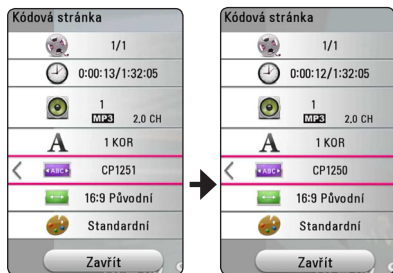 Kódová stránka
1/1
0:00:13/1:32:05
1
MP3 2,0 CH
A 1 KOR
ABC CP1251
16:9 Původní
Standardní
Zavřít
Kódová stránka
1/1
0:00:12/1:32:05
1
MP3 2,0 CH
A 1 KOR
ABC CP1250
16:9 Původní
Standardní
Zavřít